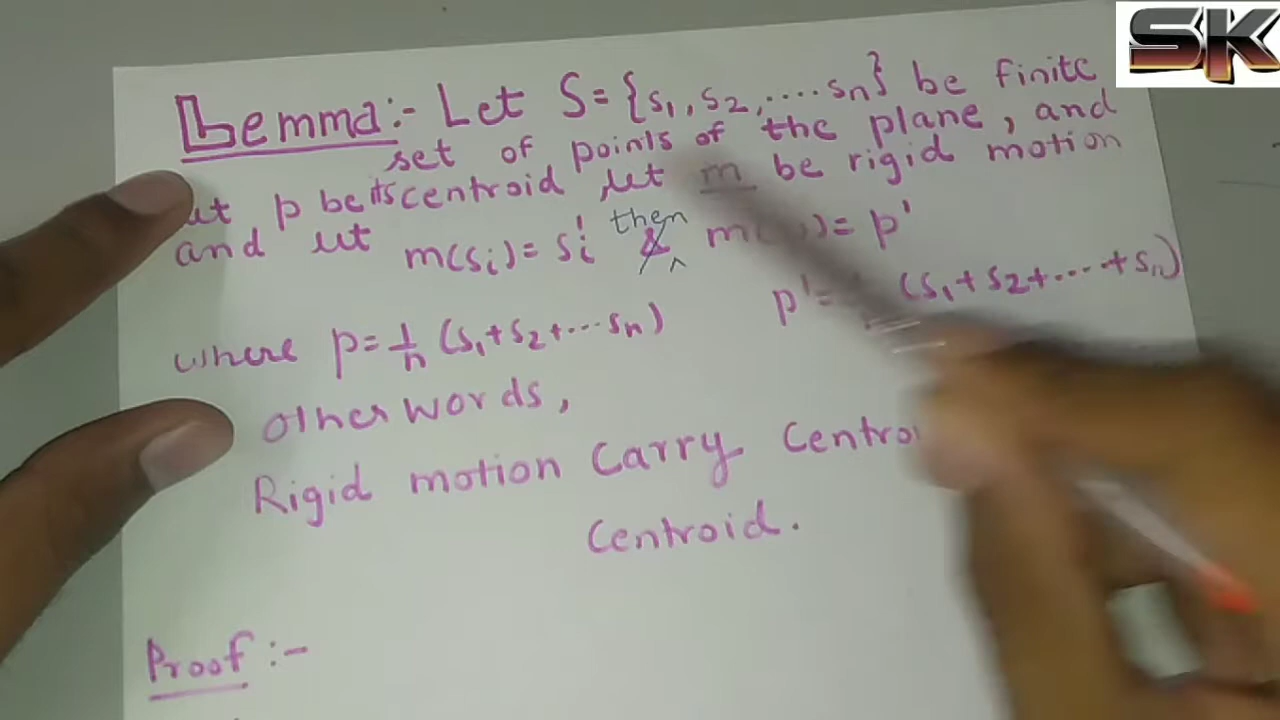 SK
Lemma:- Let S = {s1, s2, .... sn} be finite
set of points of the plane, and
let p be its centroid, let m be rigid motion
and let m(si) = si' then m( )= p'
where p = 1/n (s1+s2+...sn) p' = (s1+s2+...+sn)
other words,
Rigid motion carry
Centroid.
Proof :-